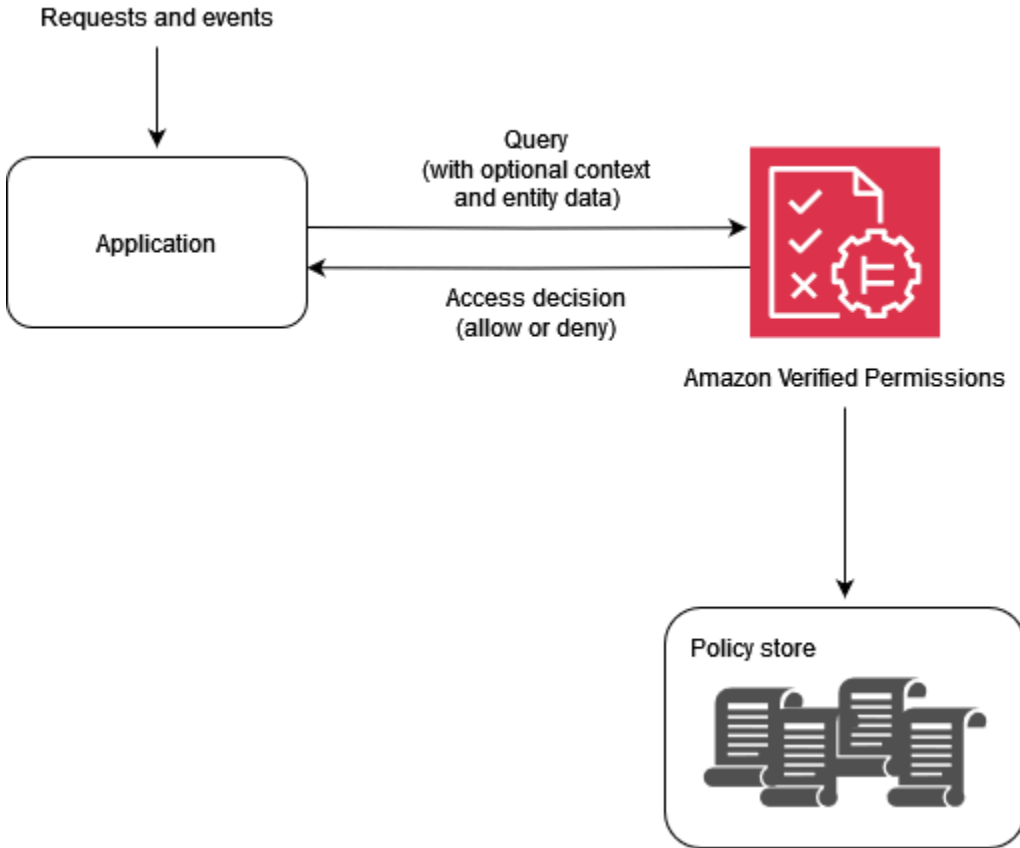 Requests and events
Query
(with optional context
and entity data)
Application
Access decision
(allow or deny)
Amazon Verified Permissions
Policy store